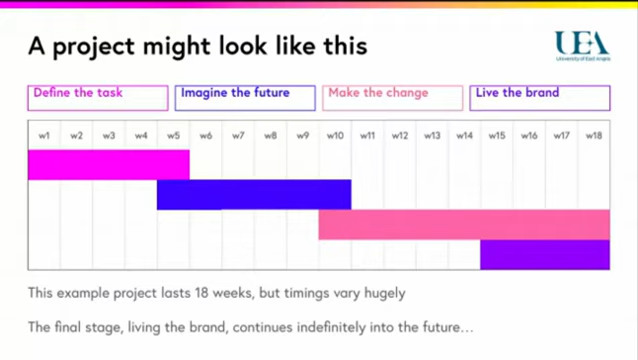 A project might look like this
UEA
University of East Anglia
Define the task
Imagine the future
Make the change
Live the brand
w1 w2 w3 w4 w5 w6 w7 w8 w9 w10 w11 w12 w13 w14 w15 w16 w17 w18
This example project lasts 18 weeks, but timings vary hugely
The final stage, living the brand, continues indefinitely into the future...